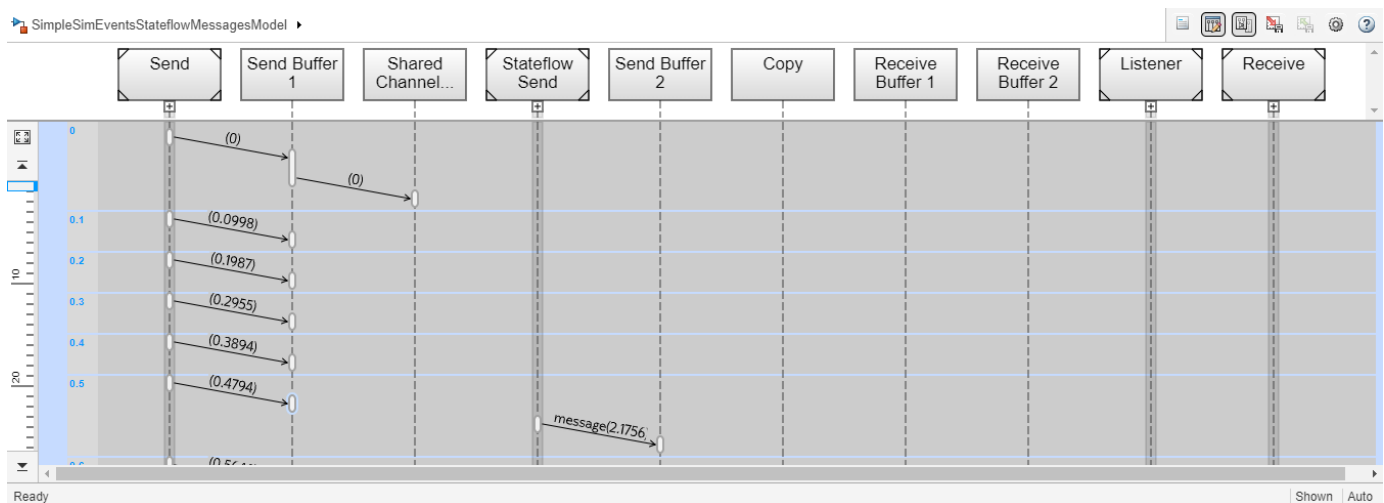 SimpleSimEventsStateflowMessagesModel
Send
Send Buffer
1
Shared
Channel...
Stateflow
Send
Send Buffer
2
Copy
Receive
Buffer 1
Receive
Buffer 2
Listener
Receive
0
(0)
(0)
0.1
(0.0998)
0.2
(0.1987)
10
0.3
(0.2955)
0.4
(0.3894)
20
0.5
(0.4794)
message(2.1756)
Ready
Shown
Auto